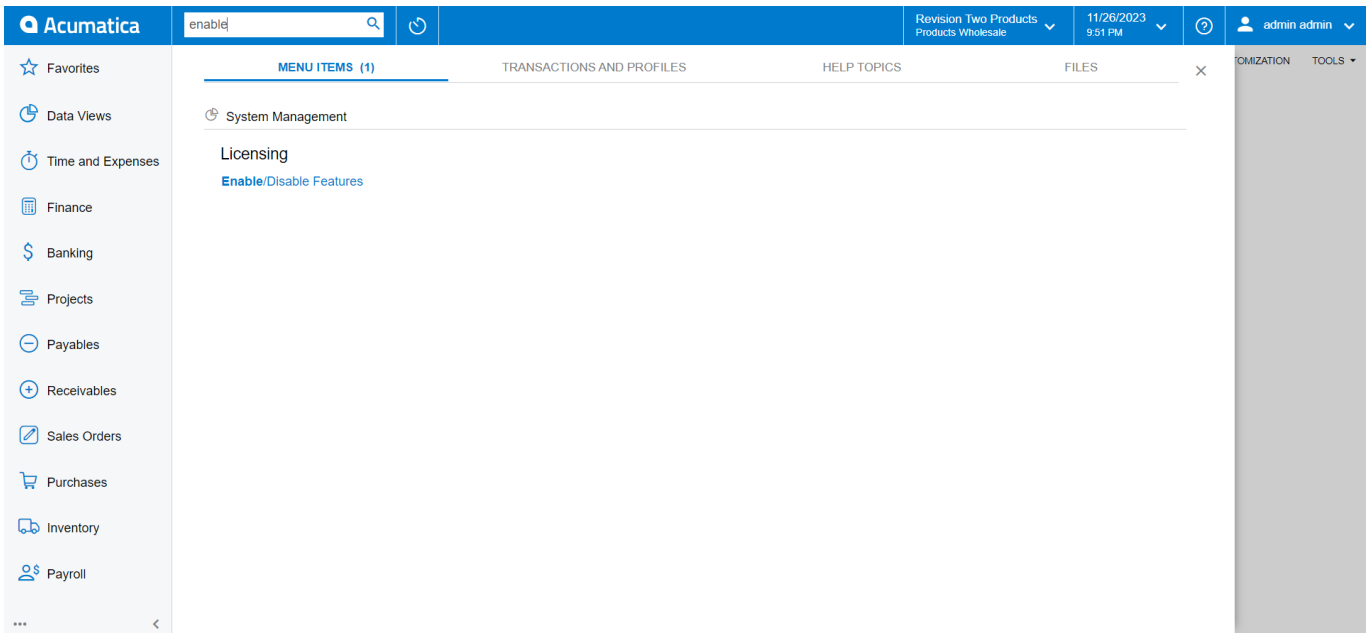 Acumatica
enable
Revision Two Products
Products Wholesale
11/26/2023
9:51 PM
admin admin
Favorites
Data Views
Time and Expenses
Finance
Banking
Projects
Payables
Receivables
Sales Orders
Purchases
Inventory
Payroll
MENU ITEMS (1)
TRANSACTIONS AND PROFILES
HELP TOPICS
FILES
TOMIZATION
TOOLS
System Management
Licensing
Enable/Disable Features